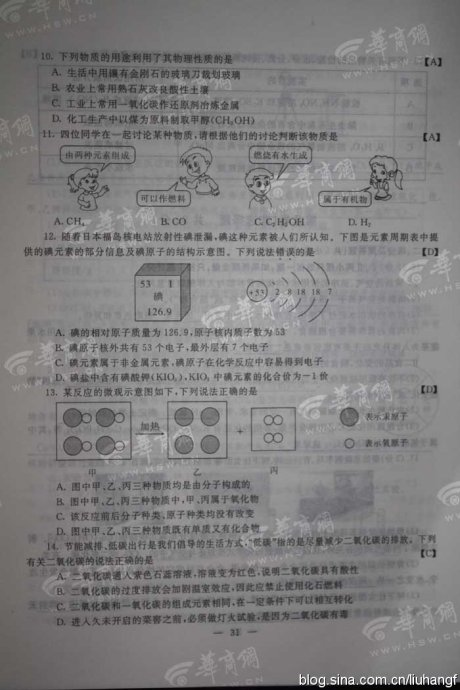 10. 下列物质的用途利用了其物理性质的是 【A】
A. 生活中用镶有金刚石的玻璃刀裁划玻璃
B. 农业上常用熟石灰改良酸性土壤
C. 工业上常用一氧化碳作还原剂冶炼金属
D. 化工生产中以煤为原料制取甲醇(CH₃OH)
11. 四位同学在一起讨论某种物质,请根据他们的讨论判断该物质是 【A】
由两种元素组成
可以作燃料
燃烧有水生成
属于有机物
A. CH₄ B. CO C. C₂H₅OH D. H₂
12. 随着日本福岛核电站放射性碘泄漏,碘这种元素被人们所认知。下图是元素周期表中提
供的碘元素的部分信息及碘原子的结构示意图。下列说法错误的是 【D】
53 I
碘
126.9
+53 2 8 18 18 7
A. 碘的相对原子质量为126.9,原子核内质子数为53
B. 碘原子核外共有53个电子,最外层有7个电子
C. 碘元素属于非金属元素,碘原子在化学反应中容易得到电子
D. 碘盐中含有碘酸钾(KIO₃),KIO₃中碘元素的化合价为-1价
13. 某反应的微观示意图如下,下列说法正确的是 【D】
加热
+
表示汞原子
表示氧原子
甲 乙 丙
A. 图中甲、乙、丙三种物质均是由分子构成的
B. 图中甲、乙、丙三种物质中,甲、丙属于氧化物
C. 该反应前后分子种类、原子种类均没有改变
D. 图中甲、乙、丙三种物质既有单质又有化合物
14. 节能减排、低碳出行是我们倡导的生活方式,“低碳”指的是尽量减少二氧化碳的排放。下列
有关二氧化碳的说法正确的是 【C】
A. 二氧化碳通入紫色石蕊溶液,溶液变为红色,说明二氧化碳具有酸性
B. 二氧化碳的过度排放会加剧温室效应,因此应禁止使用化石燃料
C. 二氧化碳和一氧化碳的组成元素相同,在一定条件下可以相互转化
D. 进入久未开启的菜窖之前,必须做灯火试验,是因为二氧化碳有毒
— 31 —
华商网
WWW.HSW.CN
blog.sina.com.cn/liuhangf